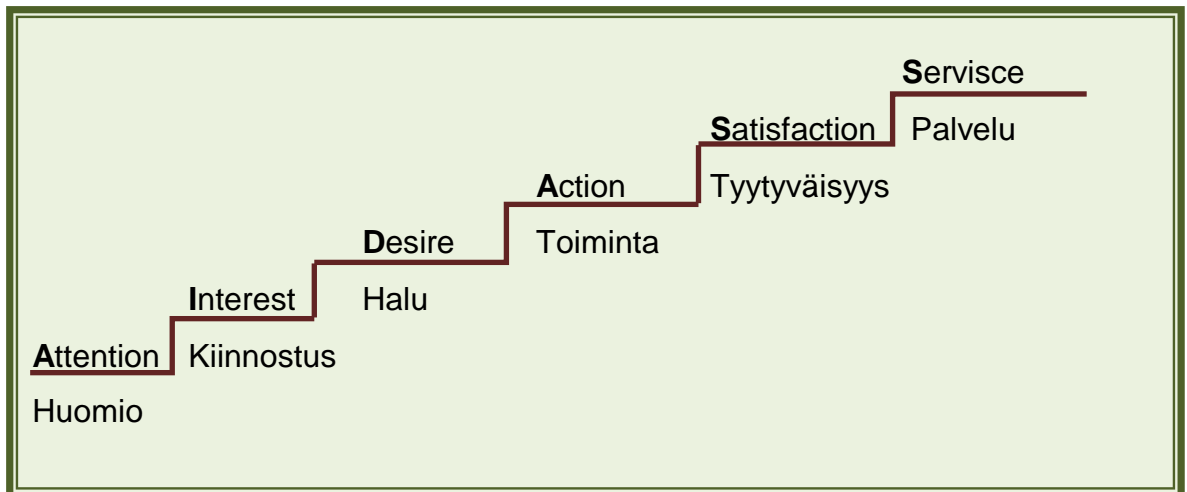 Servisce
Satisfaction Palvelu
Action Tyytyväisyys
Desire Toiminta
Interest Halu
Attention Kiinnostus
Huomio